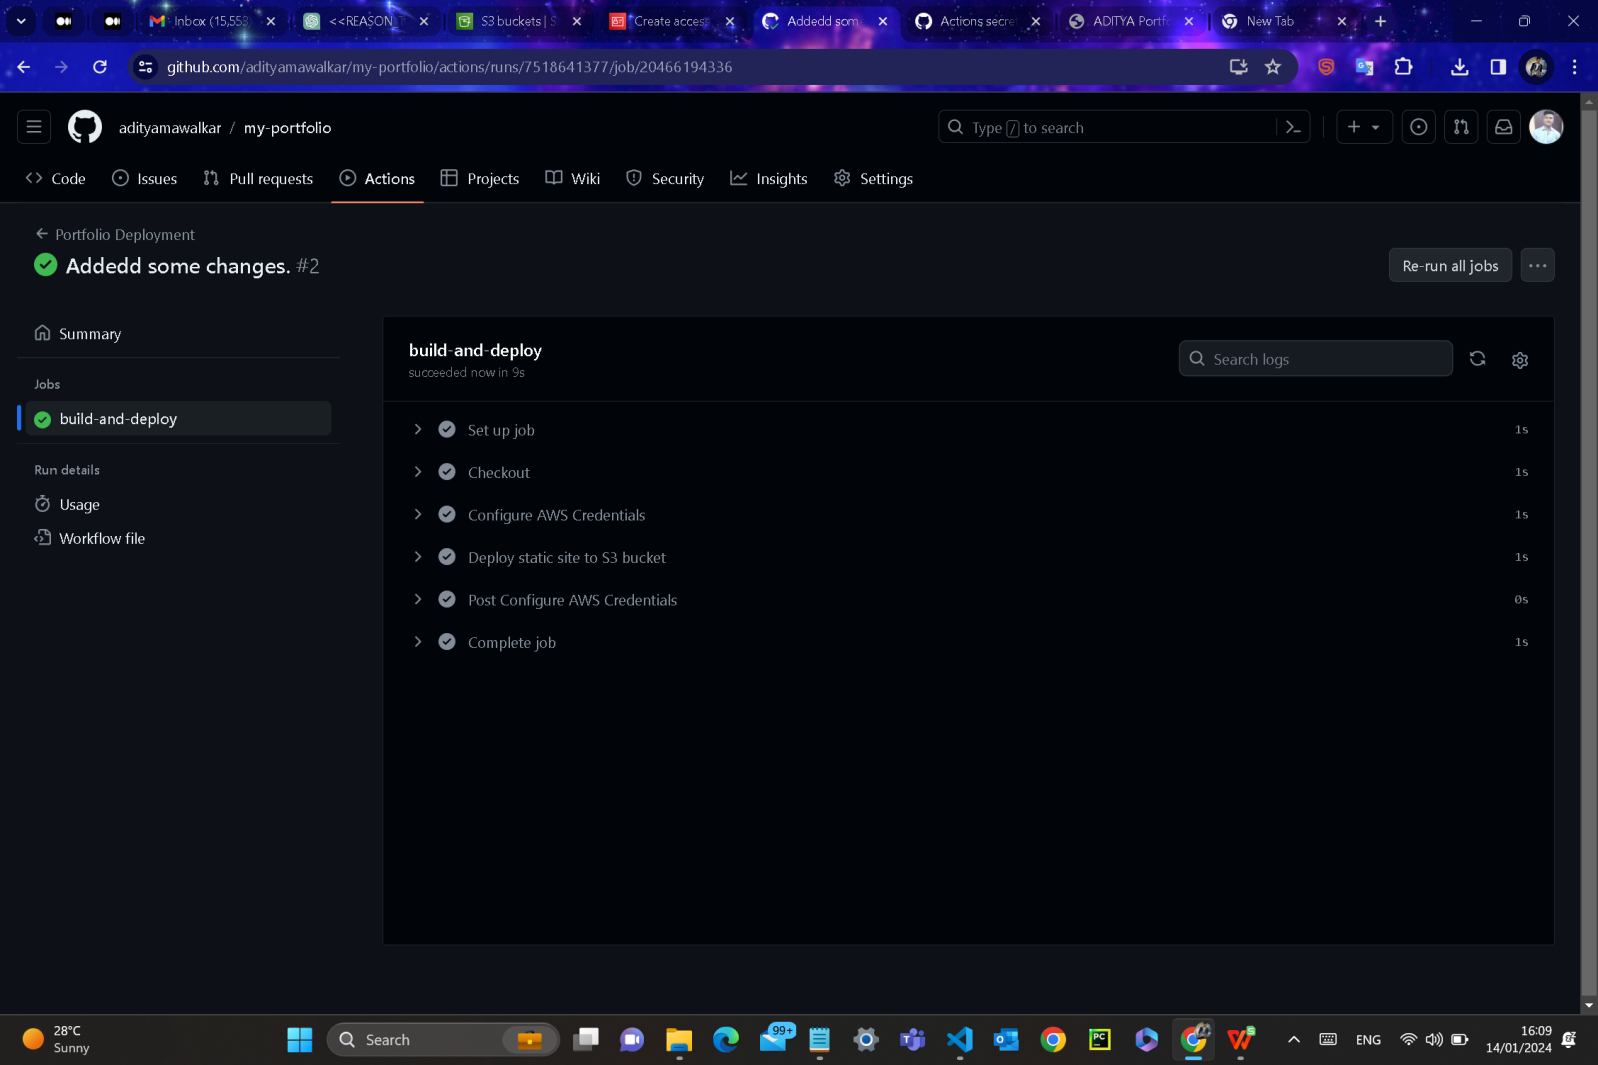 Inbox (15,553
<<REASON
S3 buckets | S
Create access
Addedd som
Actions secre
ADITYA Portfo
New Tab
github.com/adityamawalkar/my-portfolio/actions/runs/7518641377/job/20466194336
adityamawalkar / my-portfolio
Type / to search
Code
Issues
Pull requests
Actions
Projects
Wiki
Security
Insights
Settings
Portfolio Deployment
Addedd some changes. #2
Re-run all jobs
Summary
Jobs
build-and-deploy
Run details
Usage
Workflow file
build-and-deploy
succeeded now in 9s
Search logs
Set up job 1s
Checkout 1s
Configure AWS Credentials 1s
Deploy static site to S3 bucket 1s
Post Configure AWS Credentials 0s
Complete job 1s
28°C
Sunny
Search
99+
ENG
16:09
14/01/2024